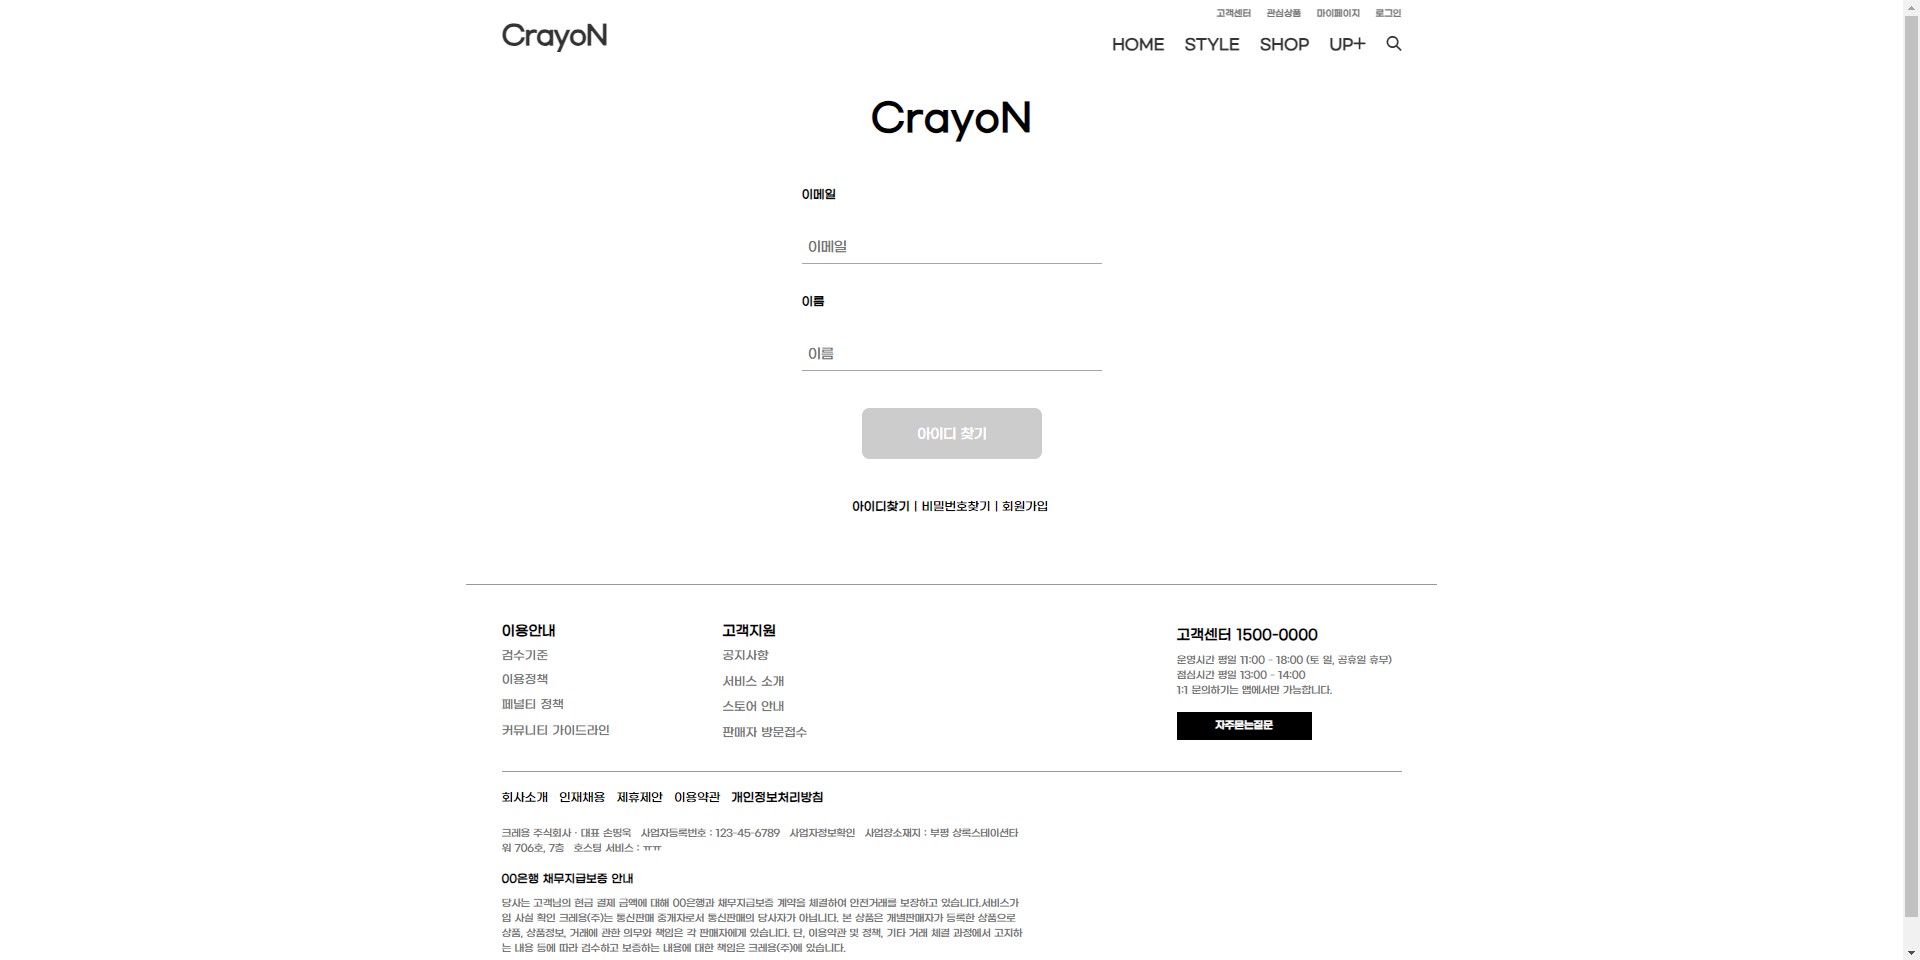 고객센터 관심상품 마이페이지 로그인
CrayoN
HOME STYLE SHOP UP+
CrayoN
이메일
이메일
이름
이름
아이디 찾기
아이디찾기 | 비밀번호찾기 | 회원가입
이용안내
검수기준
이용정책
페널티 정책
커뮤니티 가이드라인
고객지원
공지사항
서비스 소개
스토어 안내
판매자 방문접수
고객센터 1500-0000
운영시간 평일 11:00 - 18:00 (토 일, 공휴일 휴무)
점심시간 평일 13:00 - 14:00
1:1 문의하기는 앱에서만 가능합니다.
자주묻는질문
회사소개 인재채용 제휴제안 이용약관 개인정보처리방침
크레용 주식회사 · 대표 손띵욱 사업자등록번호 : 123-45-6789 사업자정보확인 사업장소재지 : 부평 상록스테이션타
워 706호, 7층 호스팅 서비스 : ㅠㅠ
00은행 채무지급보증 안내
당사는 고객님의 현금 결제 금액에 대해 00은행과 채무지급보증 계약을 체결하여 안전거래를 보장하고 있습니다.서비스가
입 사실 확인 크레용(주)는 통신판매 중개자로서 통신판매의 당사자가 아닙니다. 본 상품은 개별판매자가 등록한 상품으로
상품, 상품정보, 거래에 관한 의무와 책임은 각 판매자에게 있습니다. 단, 이용약관 및 정책, 기타 거래 체결 과정에서 고지하
는 내용 등에 따라 검수하고 보증하는 내용에 대한 책임은 크레용(주)에 있습니다.